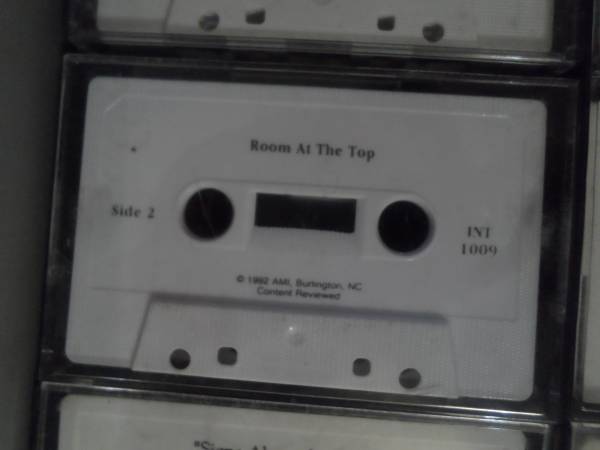 Room At The Top
Side 2
INT
1009
© 1992 AMI, Burlington, NC
Content Reviewed